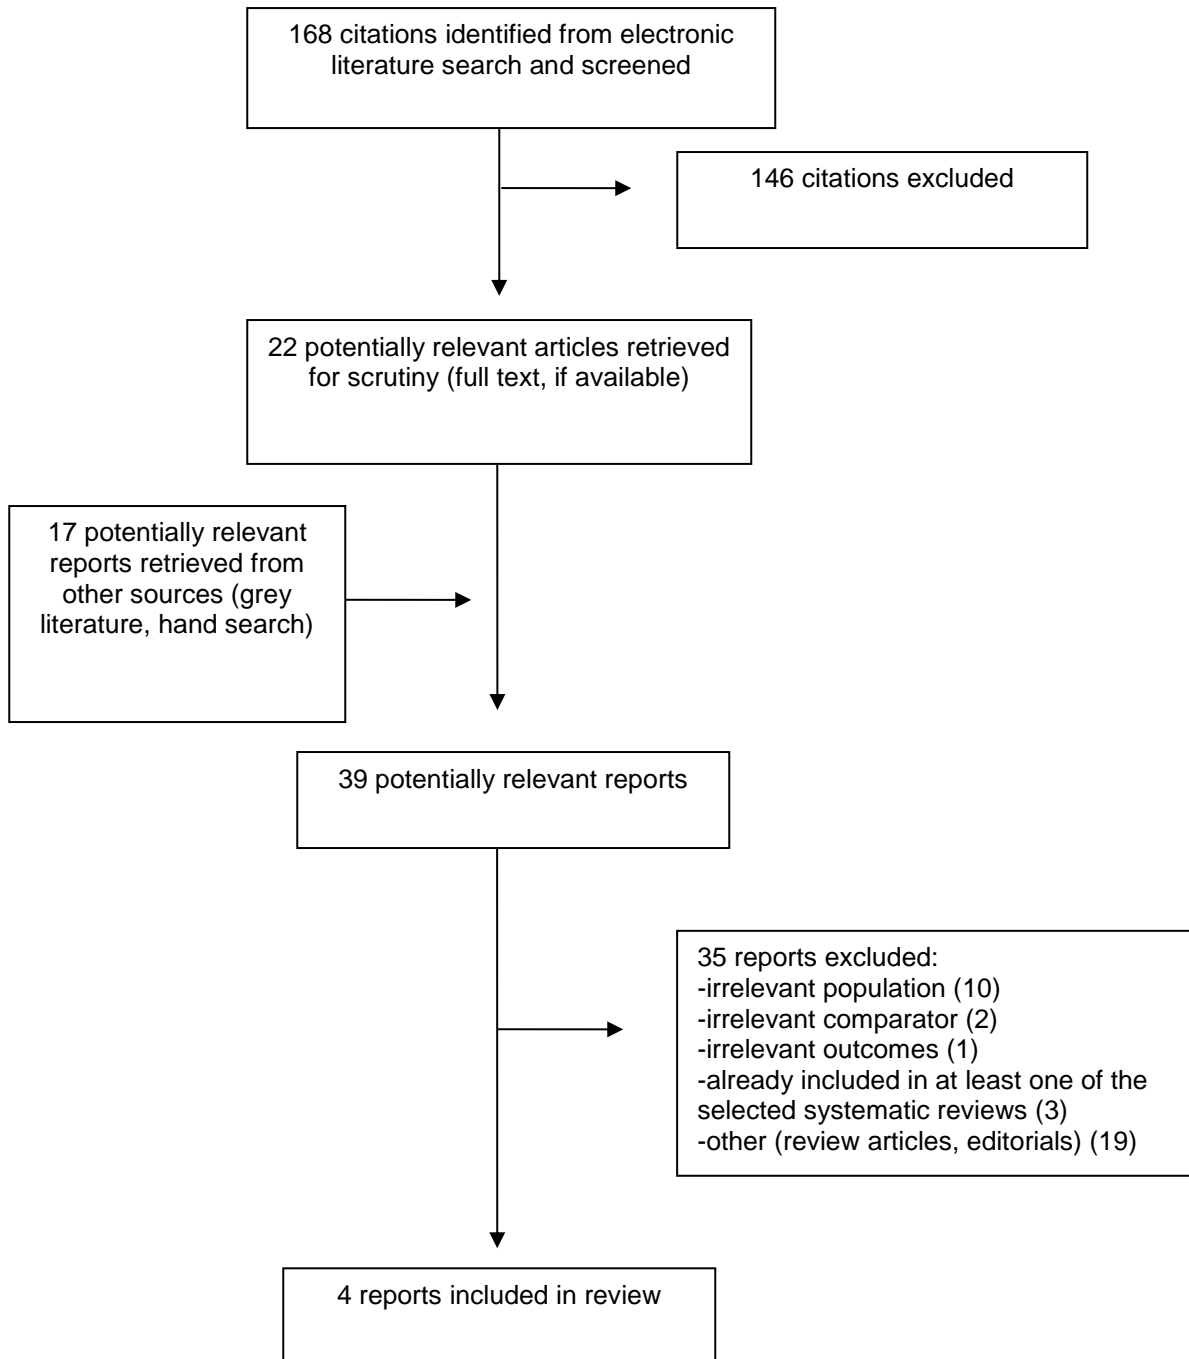 168 citations identified from electronic
literature search and screened
146 citations excluded
22 potentially relevant articles retrieved
for scrutiny (full text, if available)
17 potentially relevant
reports retrieved from
other sources (grey
literature, hand search)
39 potentially relevant reports
35 reports excluded:
-irrelevant population (10)
-irrelevant comparator (2)
-irrelevant outcomes (1)
-already included in at least one of the
selected systematic reviews (3)
-other (review articles, editorials) (19)
4 reports included in review